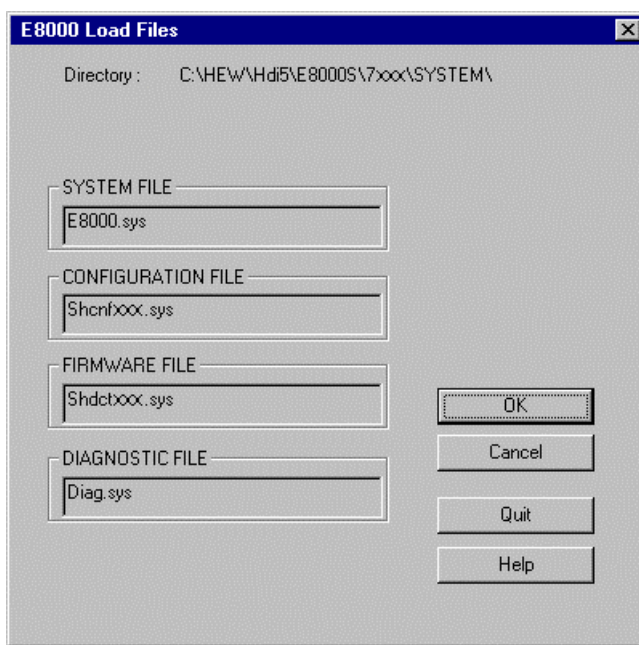 E8000 Load Files
Directory : C:\HEW\Hdi5\E8000S\7xxx\SYSTEM\
SYSTEM FILE
E8000.sys
CONFIGURATION FILE
Shcnfxxx.sys
FIRMWARE FILE
Shdctxxx.sys
DIAGNOSTIC FILE
Diag.sys
OK
Cancel
Quit
Help